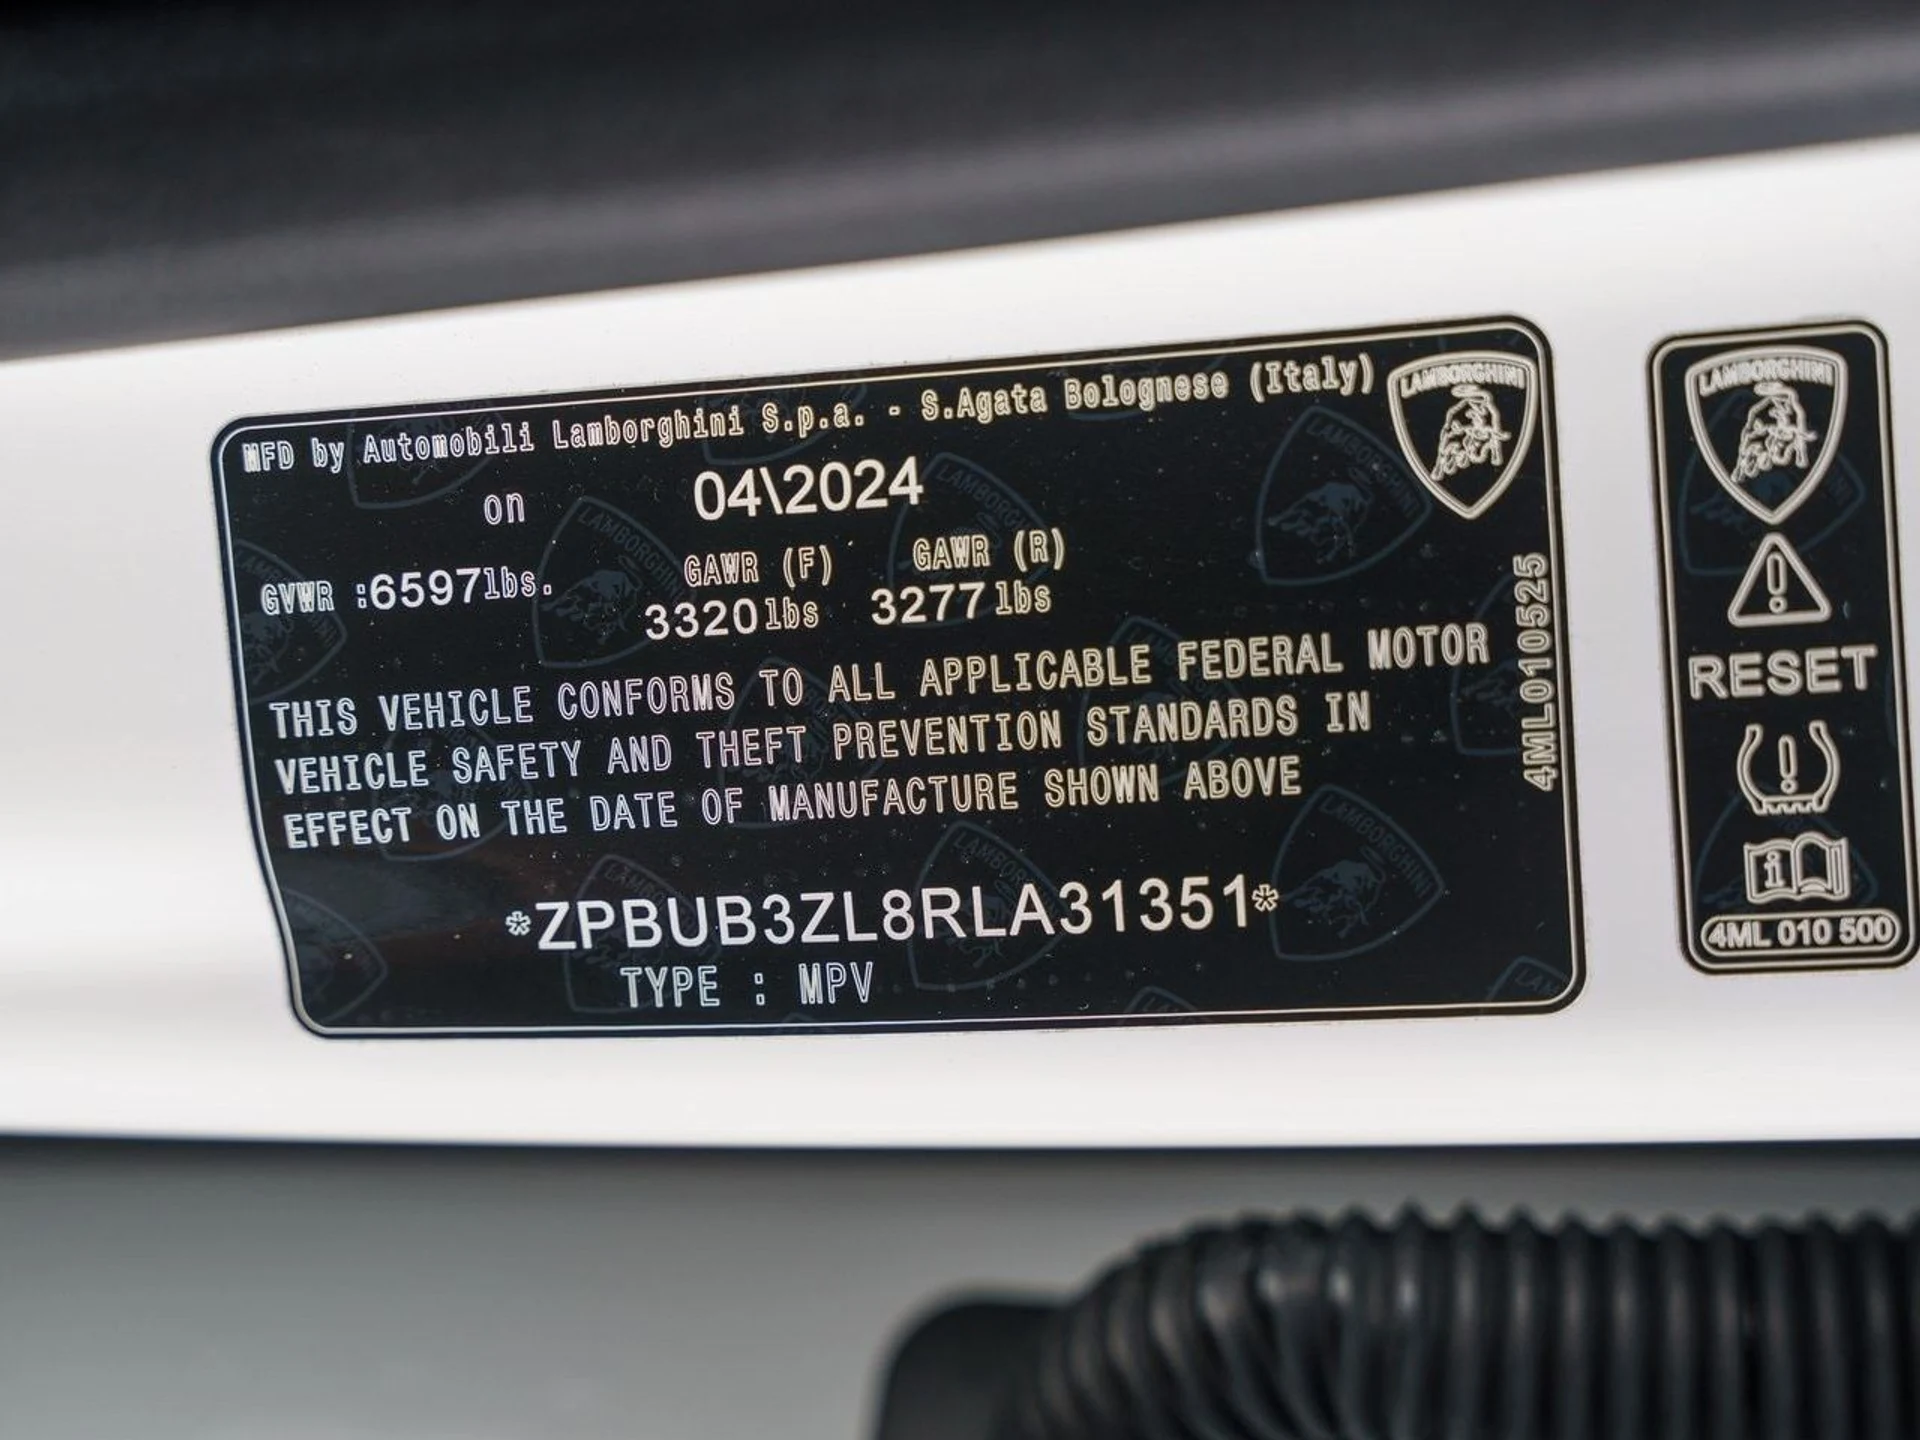 MFD by Automobili Lamborghini S.p.a. - S.Agata Bolognese (Italy)
on 04\2024
GVWR :6597lbs. GAWR (F) GAWR (R)
3320lbs 3277lbs
THIS VEHICLE CONFORMS TO ALL APPLICABLE FEDERAL MOTOR
VEHICLE SAFETY AND THEFT PREVENTION STANDARDS IN
EFFECT ON THE DATE OF MANUFACTURE SHOWN ABOVE
*ZPBUB3ZL8RLA31351*
TYPE : MPV
LAMBORGHINI
4ML010525
LAMBORGHINI
RESET
i
4ML 010 500